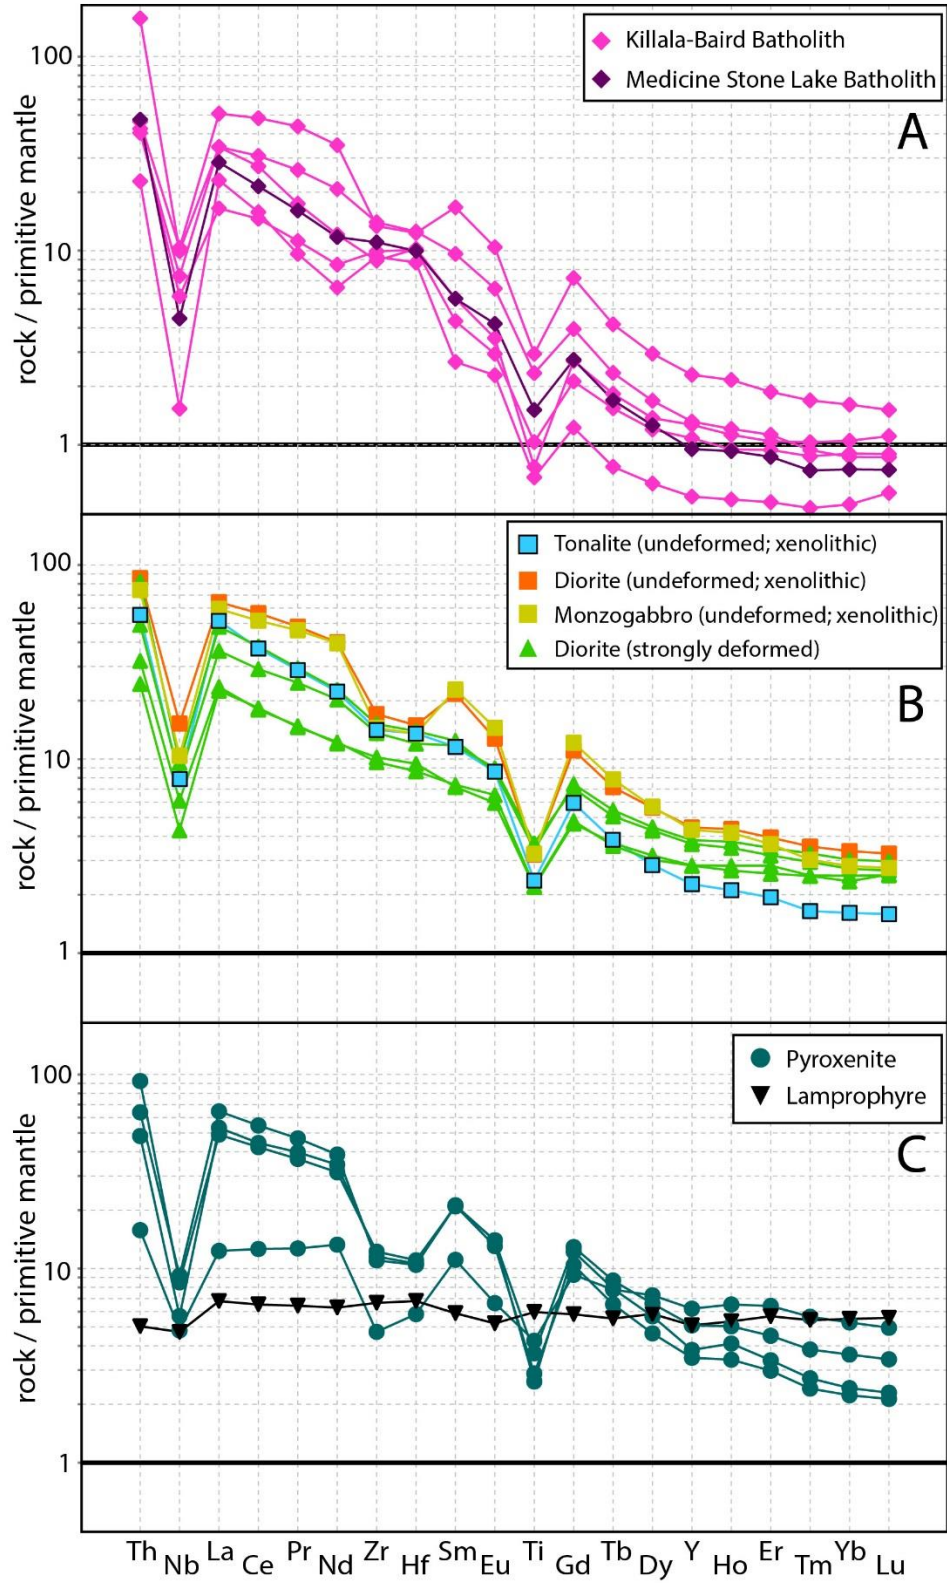 100
10
1
rock / primitive mantle
Killala-Baird Batholith
Medicine Stone Lake Batholith
A
100
10
1
rock / primitive mantle
Tonalite (undeformed; xenolithic)
Diorite (undeformed; xenolithic)
Monzogabbro (undeformed; xenolithic)
Diorite (strongly deformed)
B
100
10
1
rock / primitive mantle
Pyroxenite
Lamprophyre
C
Th Nb La Ce Pr Nd Zr Hf Sm Eu Ti Gd Tb Dy Y Ho Er Tm Yb Lu